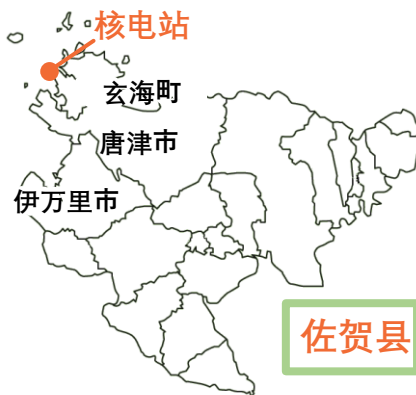 核电站
玄海町
唐津市
伊万里市
佐贺县